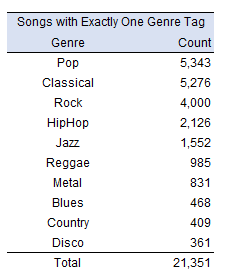 Songs with Exactly One Genre Tag
Genre Count
Pop 5,343
Classical 5,276
Rock 4,000
HipHop 2,126
Jazz 1,552
Reggae 985
Metal 831
Blues 468
Country 409
Disco 361
Total 21,351